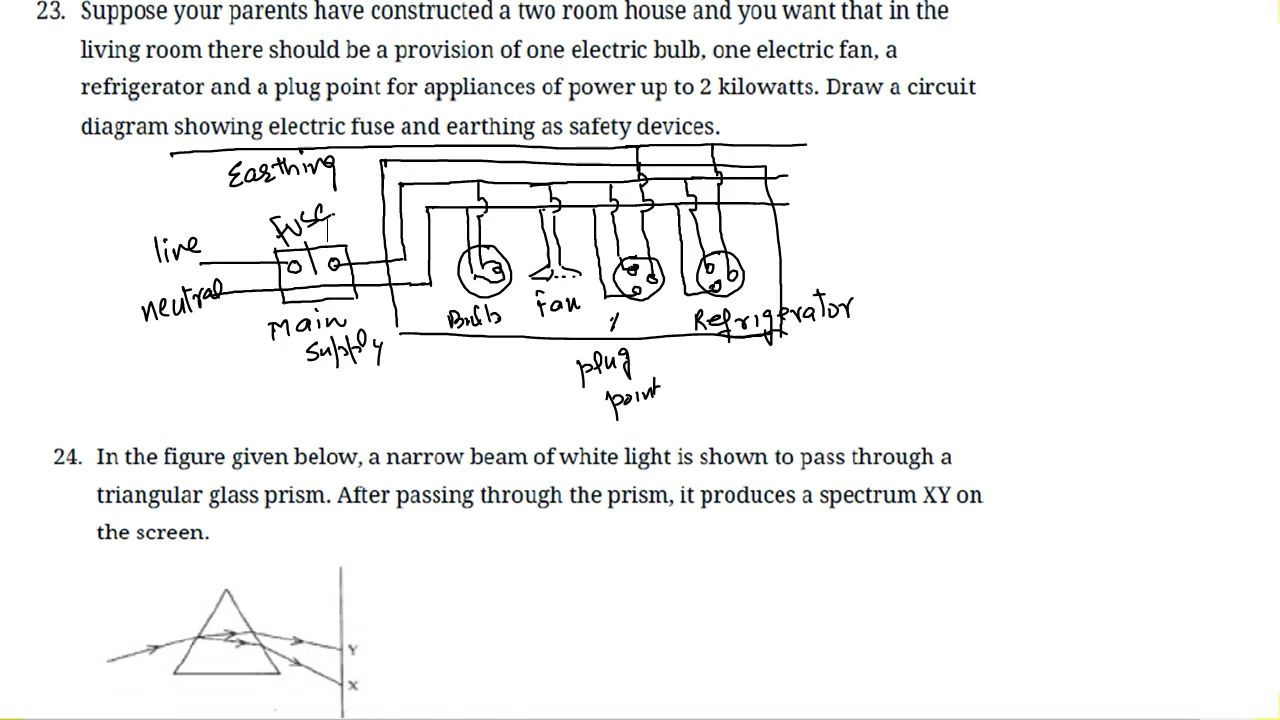 23. Suppose your parents have constructed a two room house and you want that in the
living room there should be a provision of one electric bulb, one electric fan, a
refrigerator and a plug point for appliances of power up to 2 kilowatts. Draw a circuit
diagram showing electric fuse and earthing as safety devices.
Earthing
Fuse
live
neutral
Main
supply
Bulb
Fan
Refrigerator
plug
point
24. In the figure given below, a narrow beam of white light is shown to pass through a
triangular glass prism. After passing through the prism, it produces a spectrum XY on
the screen.
Y
X